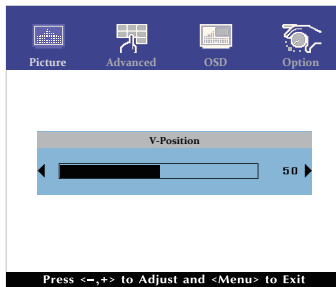 Picture Advanced OSD Option
V-Position
50
Press <–,+> to Adjust and <Menu> to Exit